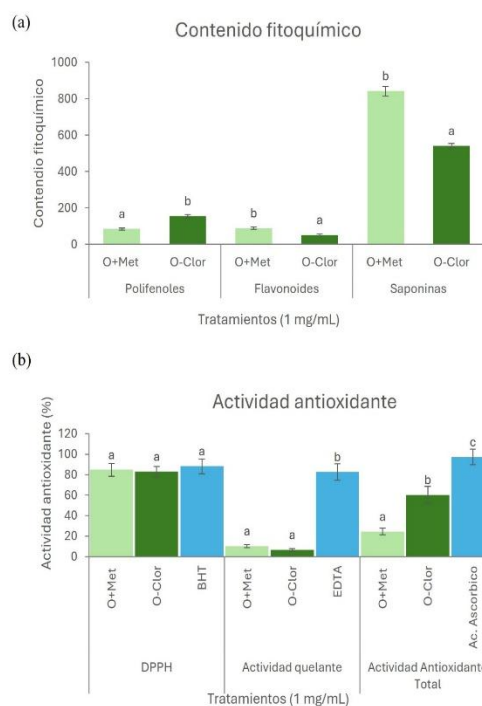 (a)
Contenido fitoquímico
Contendio fitoquímico
1000
800
600
400
200
0
a
b
b
a
b
a
O+Met
O-Clor
O+Met
O-Clor
O+Met
O-Clor
Polifenoles
Flavonoides
Saponinas
Tratamientos (1 mg/mL)
(b)
Actividad antioxidante
Actividad antioxidante (%)
120
100
80
60
40
20
0
a
a
a
a
a
b
a
b
c
O+Met
O-Clor
BHT
O+Met
O-Clor
EDTA
O+Met
O-Clor
Ac. Ascorbico
DPPH
Actividad quelante
Actividad Antioxidante
Total
Tratamientos (1 mg/mL)